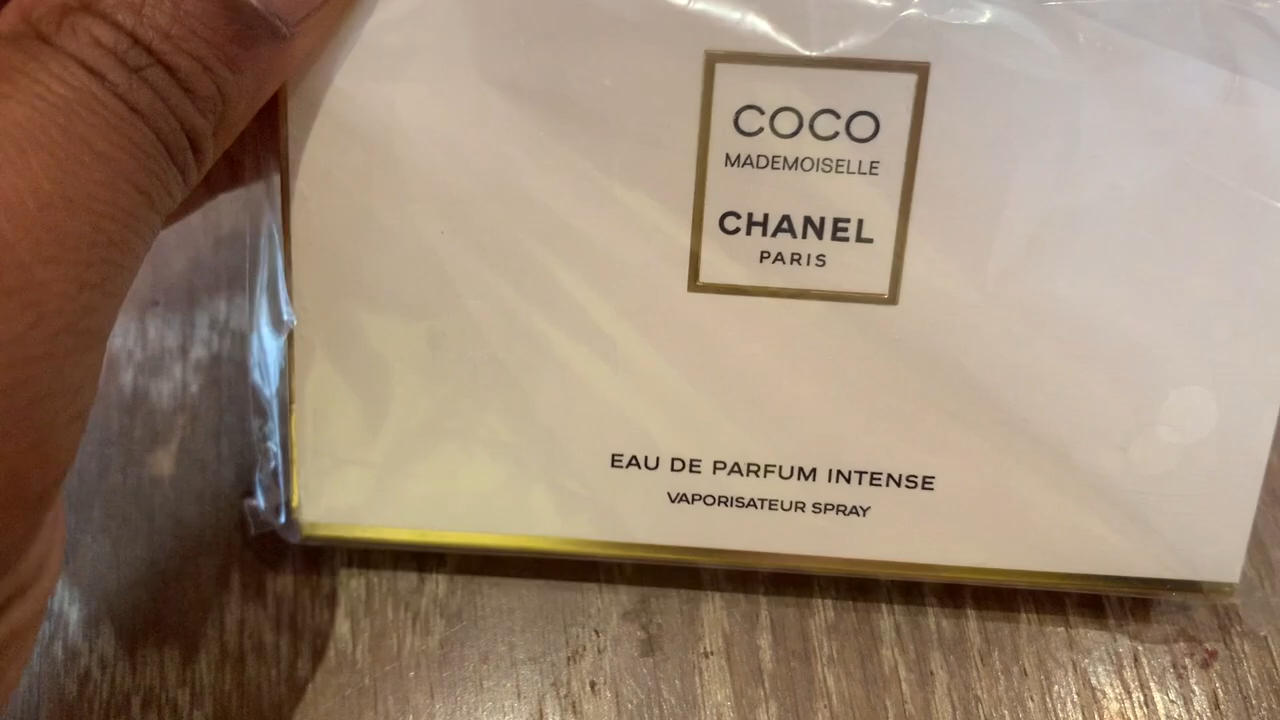 COCO
MADEMOISELLE
CHANEL
PARIS
EAU DE PARFUM INTENSE
VAPORISATEUR SPRAY